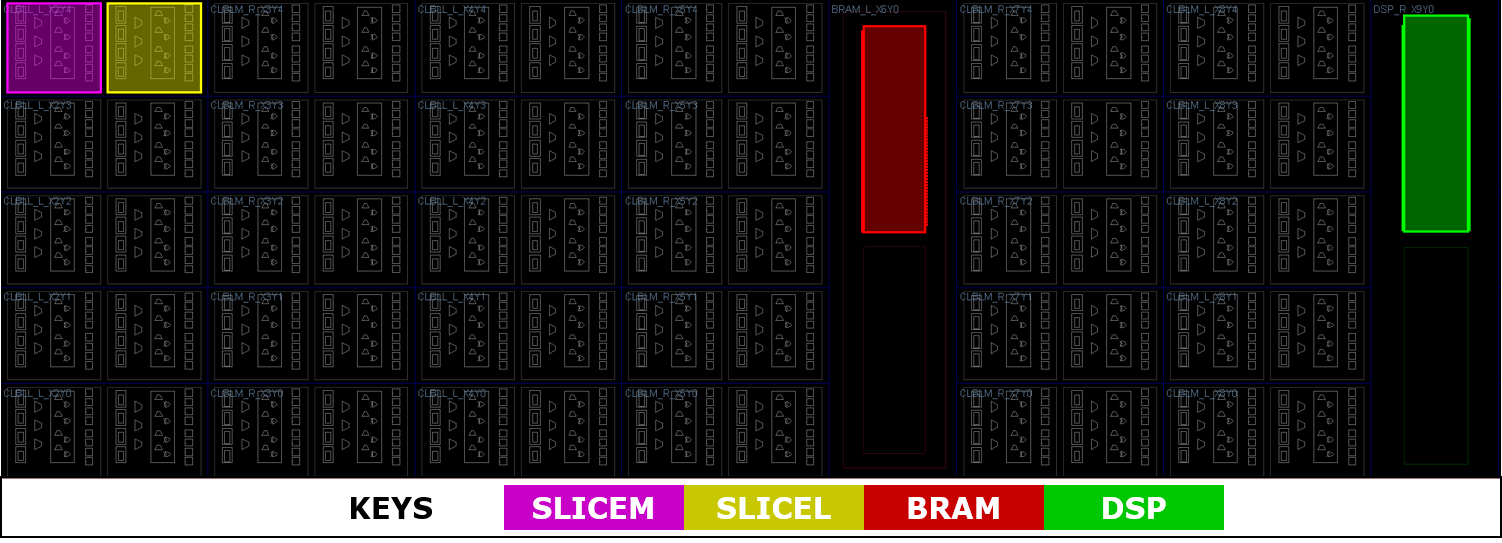 CLBLL_L_X2Y4 CLBLM_R_X3Y4 CLBLL_L_X4Y4 CLBLM_R_X5Y4 BRAM_L_X6Y0 CLBLM_R_X7Y4 CLBLM_L_X8Y4 DSP_R_X9Y0
CLBLL_L_X2Y3 CLBLM_R_X3Y3 CLBLL_L_X4Y3 CLBLM_R_X5Y3 CLBLM_R_X7Y3 CLBLM_L_X8Y3
CLBLL_L_X2Y2 CLBLM_R_X3Y2 CLBLL_L_X4Y2 CLBLM_R_X5Y2 CLBLM_R_X7Y2 CLBLM_L_X8Y2
CLBLL_L_X2Y1 CLBLM_R_X3Y1 CLBLL_L_X4Y1 CLBLM_R_X5Y1 CLBLM_R_X7Y1 CLBLM_L_X8Y1
CLBLL_L_X2Y0 CLBLM_R_X3Y0 CLBLL_L_X4Y0 CLBLM_R_X5Y0 CLBLM_R_X7Y0 CLBLM_L_X8Y0
KEYS SLICEM SLICEL BRAM DSP